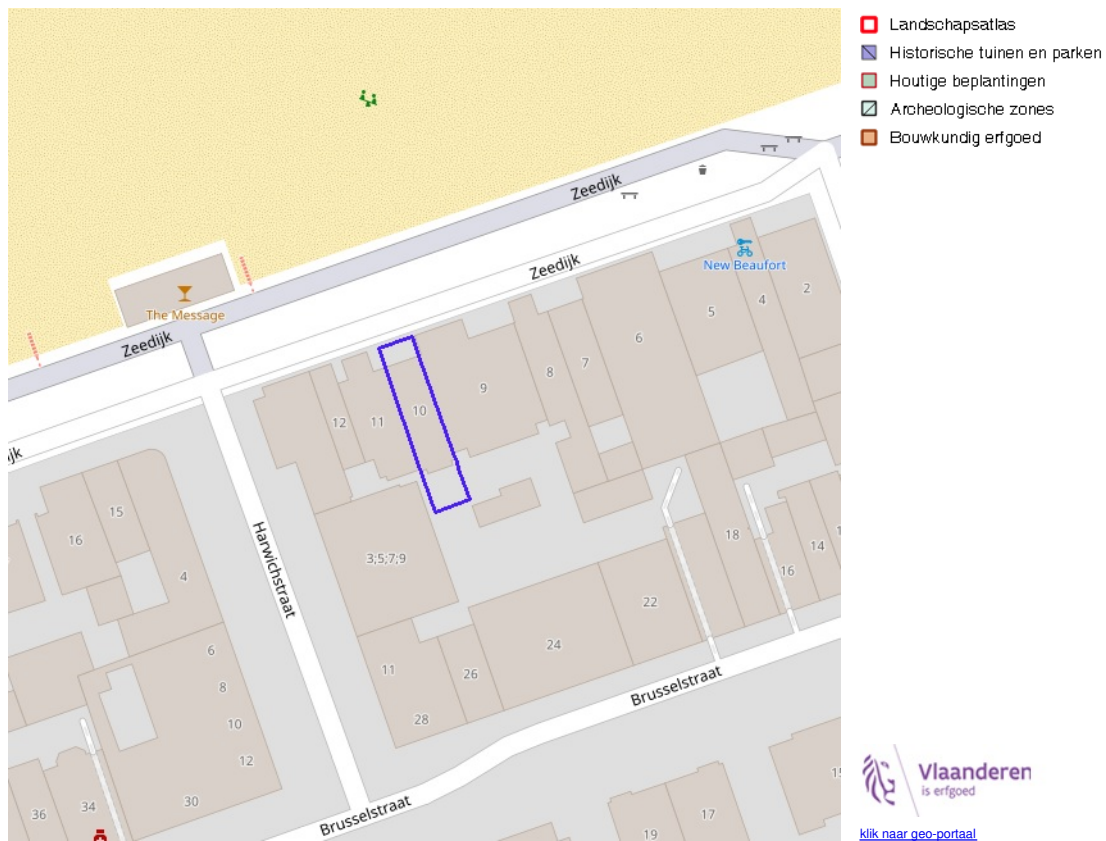 Landschapsatlas
Historische tuinen en parken
Houtige beplantingen
Archeologische zones
Bouwkundig erfgoed
Zeedijk
Zeedijk
New Beaufort
The Message
Zeedijk
2
4
5
6
7
8
9
10
11
12
ijk
15
16
4
Harwichstraat
3;5;7;9
18
14
1
16
22
24
26
11
28
6
8
10
12
30
34
36
Brusselstraat
Brusselstraat
17
19
15
Vlaanderen
is erfgoed
klik naar geo-portaal